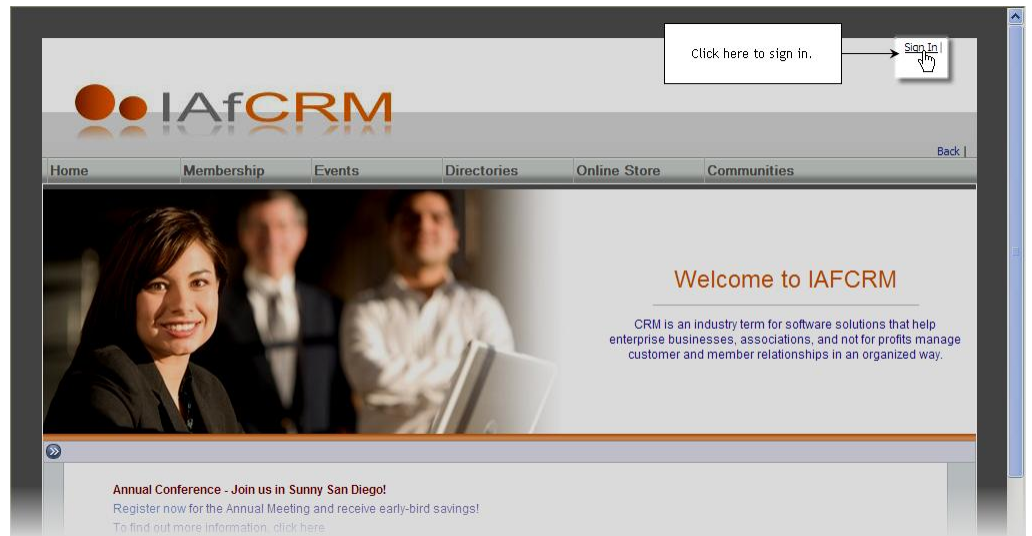 Click here to sign in.
Sign In |
IAfCRM
Back |
Home Membership Events Directories Online Store Communities
Welcome to IAFCRM
CRM is an industry term for software solutions that help
enterprise businesses, associations, and not for profits manage
customer and member relationships in an organized way.
Annual Conference - Join us in Sunny San Diego!
Register now for the Annual Meeting and receive early-bird savings!
To find out more information, click here